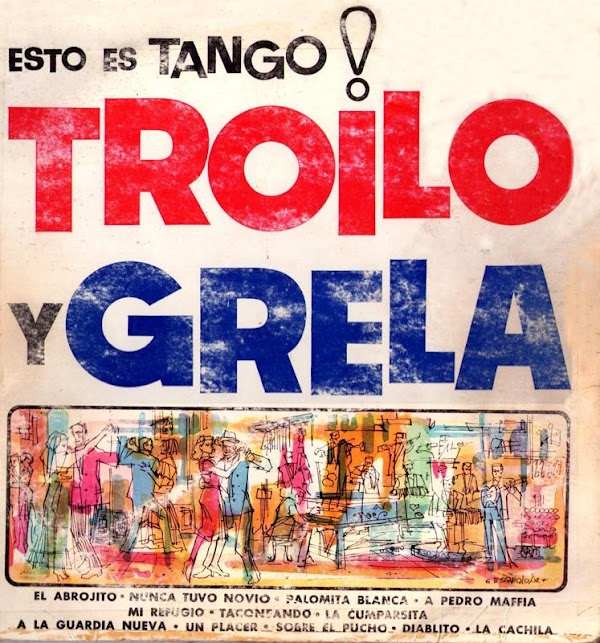 ESTO ES TANGO!
TROILO
Y GRELA
EL ABROJITO • NUNCA TUVO NOVIO • PALOMITA BLANCA • A PEDRO MAFFIA
MI REFUGIO • TACONEANDO • LA CUMPARSITA
A LA GUARDIA NUEVA • UN PLACER • SOBRE EL PUCHO • DIABLITO • LA CACHILA